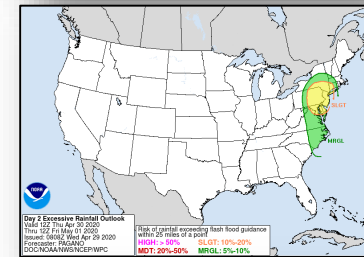 SLGT
MRGL
noaa
Day 2 Excessive Rainfall Outlook
Valid 12Z Thu Apr 30 2020
Thru 12Z Fri May 01 2020
Issued: 0808Z Wed Apr 29 2020
Forecaster: PAGANO
DOC/NOAA/NWS/NCEP/WPC
Risk of rainfall exceeding flash flood guidance
within 25 miles of a point
HIGH: > 50% SLGT: 10%-20%
MDT: 20%-50% MRGL: 5%-10%